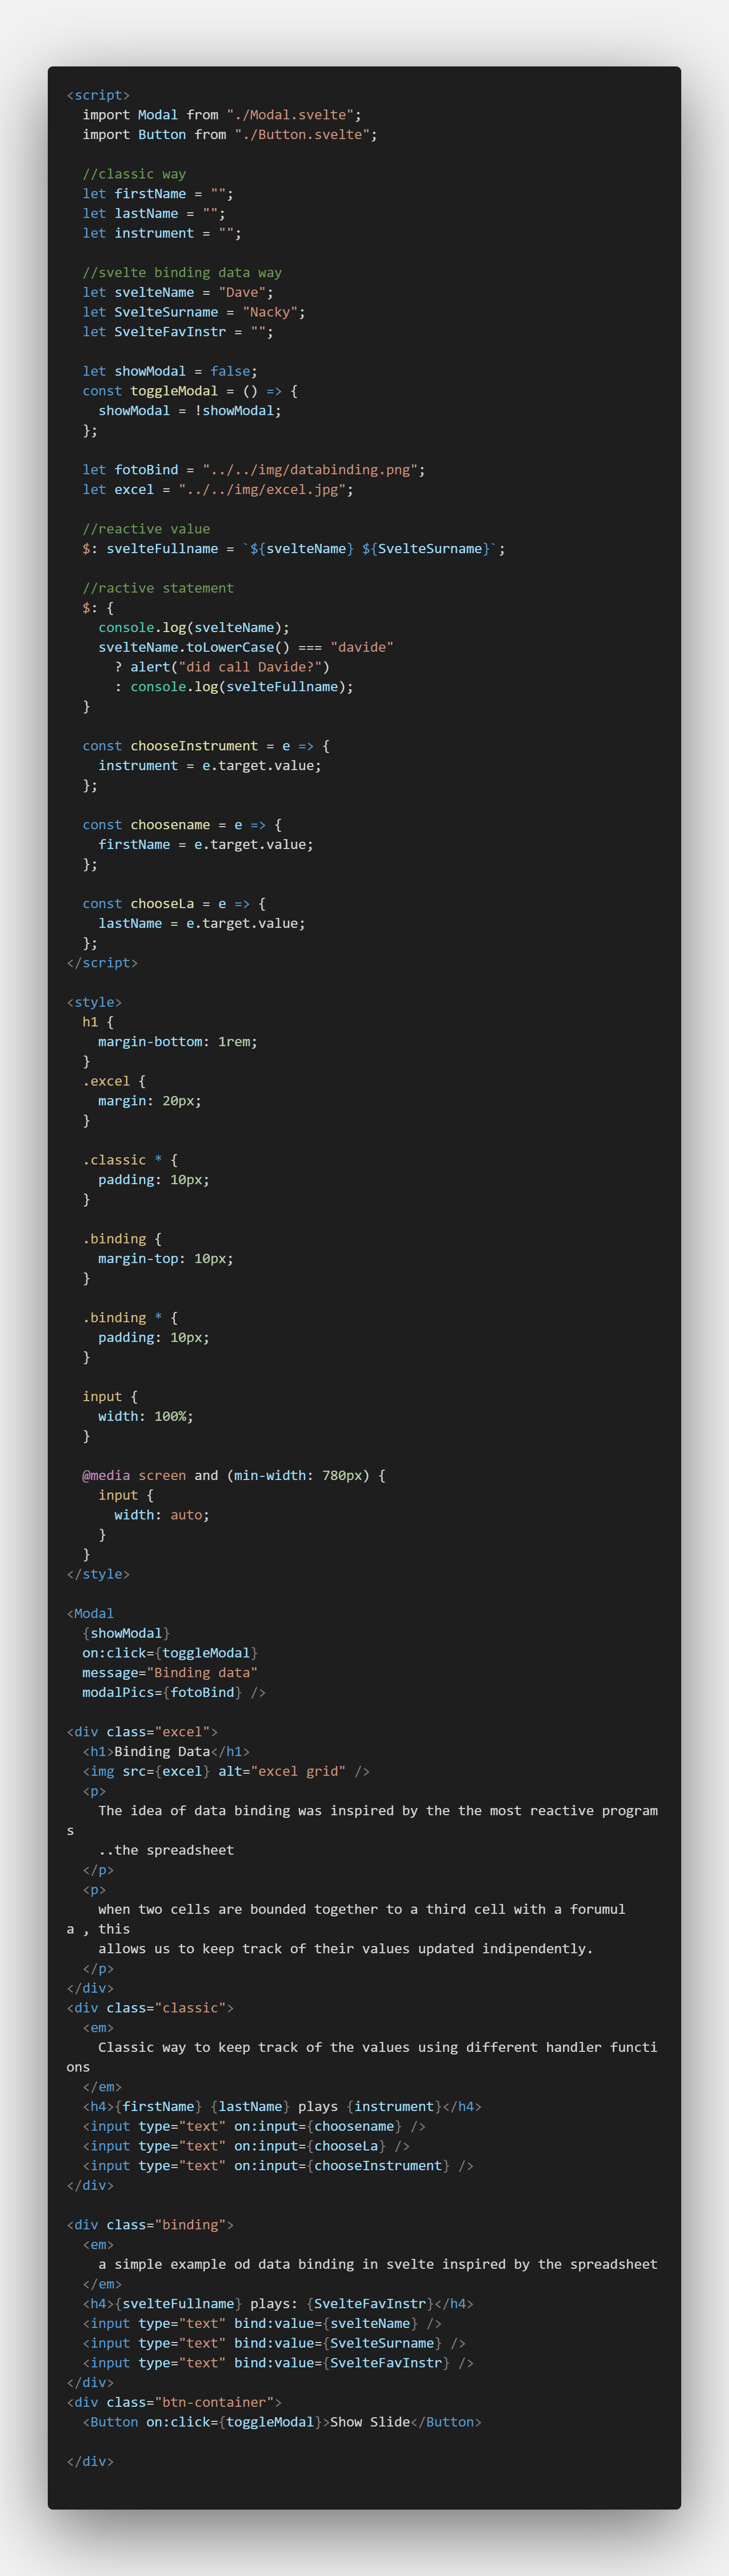 <script>
  import Modal from "./Modal.svelte";
  import Button from "./Button.svelte";

  //classic way
  let firstName = "";
  let lastName = "";
  let instrument = "";

  //svelte binding data way
  let svelteName = "Dave";
  let SvelteSurname = "Nacky";
  let SvelteFavInstr = "";

  let showModal = false;
  const toggleModal = () => {
    showModal = !showModal;
  };

  let fotoBind = "../../img/databinding.png";
  let excel = "../../img/excel.jpg";

  //reactive value
  $: svelteFullname = `${svelteName} ${SvelteSurname}`;

  //ractive statement
  $: {
    console.log(svelteName);
    svelteName.toLowerCase() === "davide"
      ? alert("did call Davide?")
      : console.log(svelteFullname);
  }

  const chooseInstrument = e => {
    instrument = e.target.value;
  };

  const choosename = e => {
    firstName = e.target.value;
  };

  const chooseLa = e => {
    lastName = e.target.value;
  };
</script>

<style>
  h1 {
    margin-bottom: 1rem;
  }
  .excel {
    margin: 20px;
  }

  .classic * {
    padding: 10px;
  }

  .binding {
    margin-top: 10px;
  }

  .binding * {
    padding: 10px;
  }

  input {
    width: 100%;
  }

  @media screen and (min-width: 780px) {
    input {
      width: auto;
    }
  }
</style>

<Modal
  {showModal}
  on:click={toggleModal}
  message="Binding data"
  modalPics={fotoBind} />

<div class="excel">
  <h1>Binding Data</h1>
  <img src={excel} alt="excel grid" />
  <p>
    The idea of data binding was inspired by the the most reactive program
s
    ..the spreadsheet
  </p>
  <p>
    when two cells are bounded together to a third cell with a forumul
a , this
    allows us to keep track of their values updated indipendently.
  </p>
</div>
<div class="classic">
  <em>
    Classic way to keep track of the values using different handler functi
ons
  </em>
  <h4>{firstName} {lastName} plays {instrument}</h4>
  <input type="text" on:input={choosename} />
  <input type="text" on:input={chooseLa} />
  <input type="text" on:input={chooseInstrument} />
</div>

<div class="binding">
  <em>
    a simple example od data binding in svelte inspired by the spreadsheet
  </em>
  <h4>{svelteFullname} plays: {SvelteFavInstr}</h4>
  <input type="text" bind:value={svelteName} />
  <input type="text" bind:value={SvelteSurname} />
  <input type="text" bind:value={SvelteFavInstr} />
</div>
<div class="btn-container">
  <Button on:click={toggleModal}>Show Slide</Button>

</div>